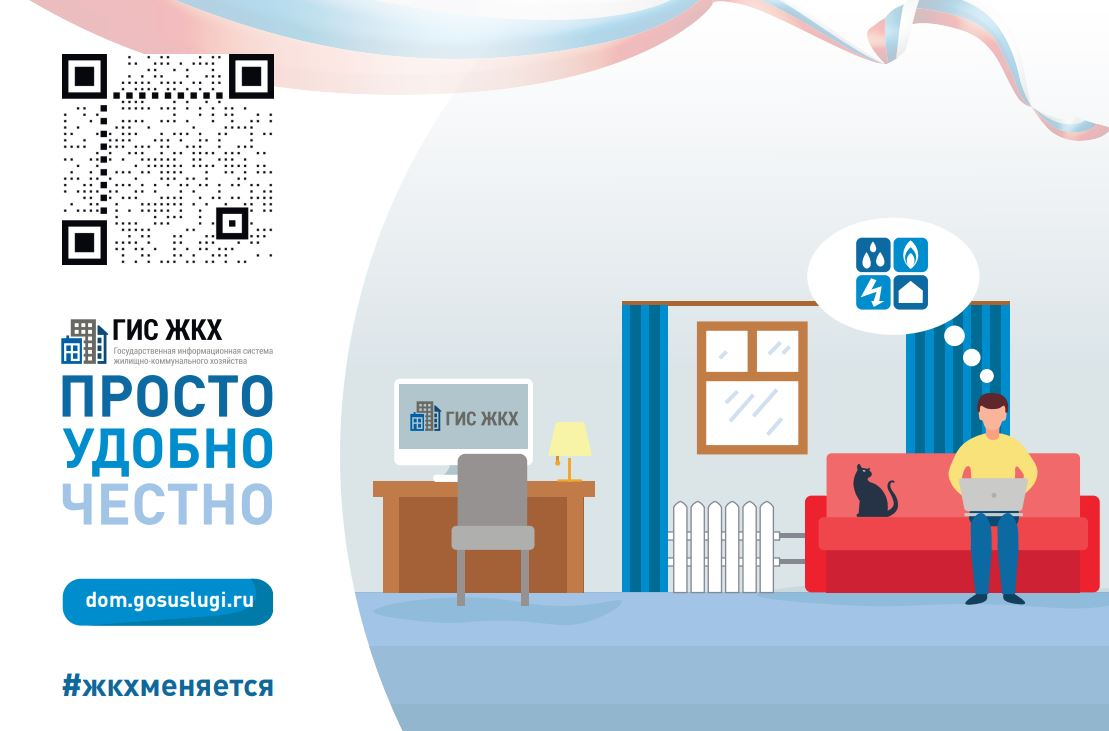 ГИС ЖКХ
Государственная информационная система
жилищно-коммунального хозяйства
ПРОСТО
УДОБНО
ЧЕСТНО
dom.gosuslugi.ru
#жкхменяется
ГИС ЖКХ